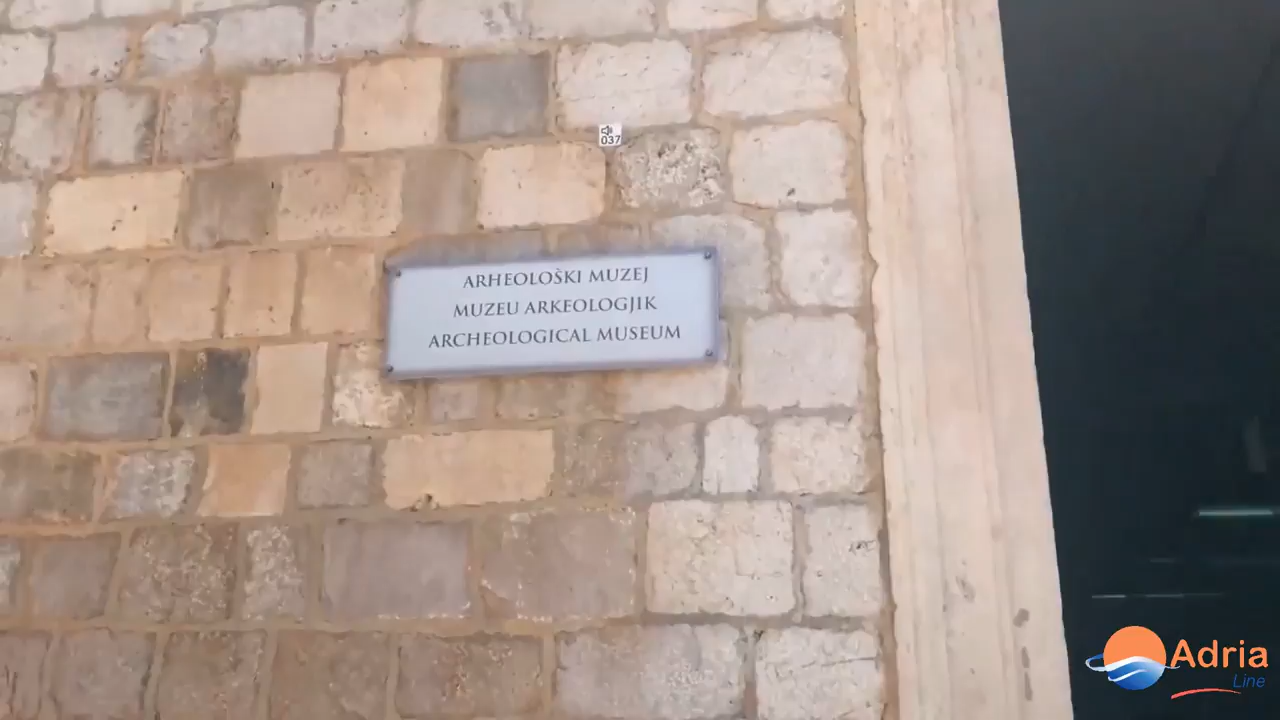 037
ARHEOLOŠKI MUZEJ
MUZEU ARKEOLOGJIK
ARCHEOLOGICAL MUSEUM
Adria
Line